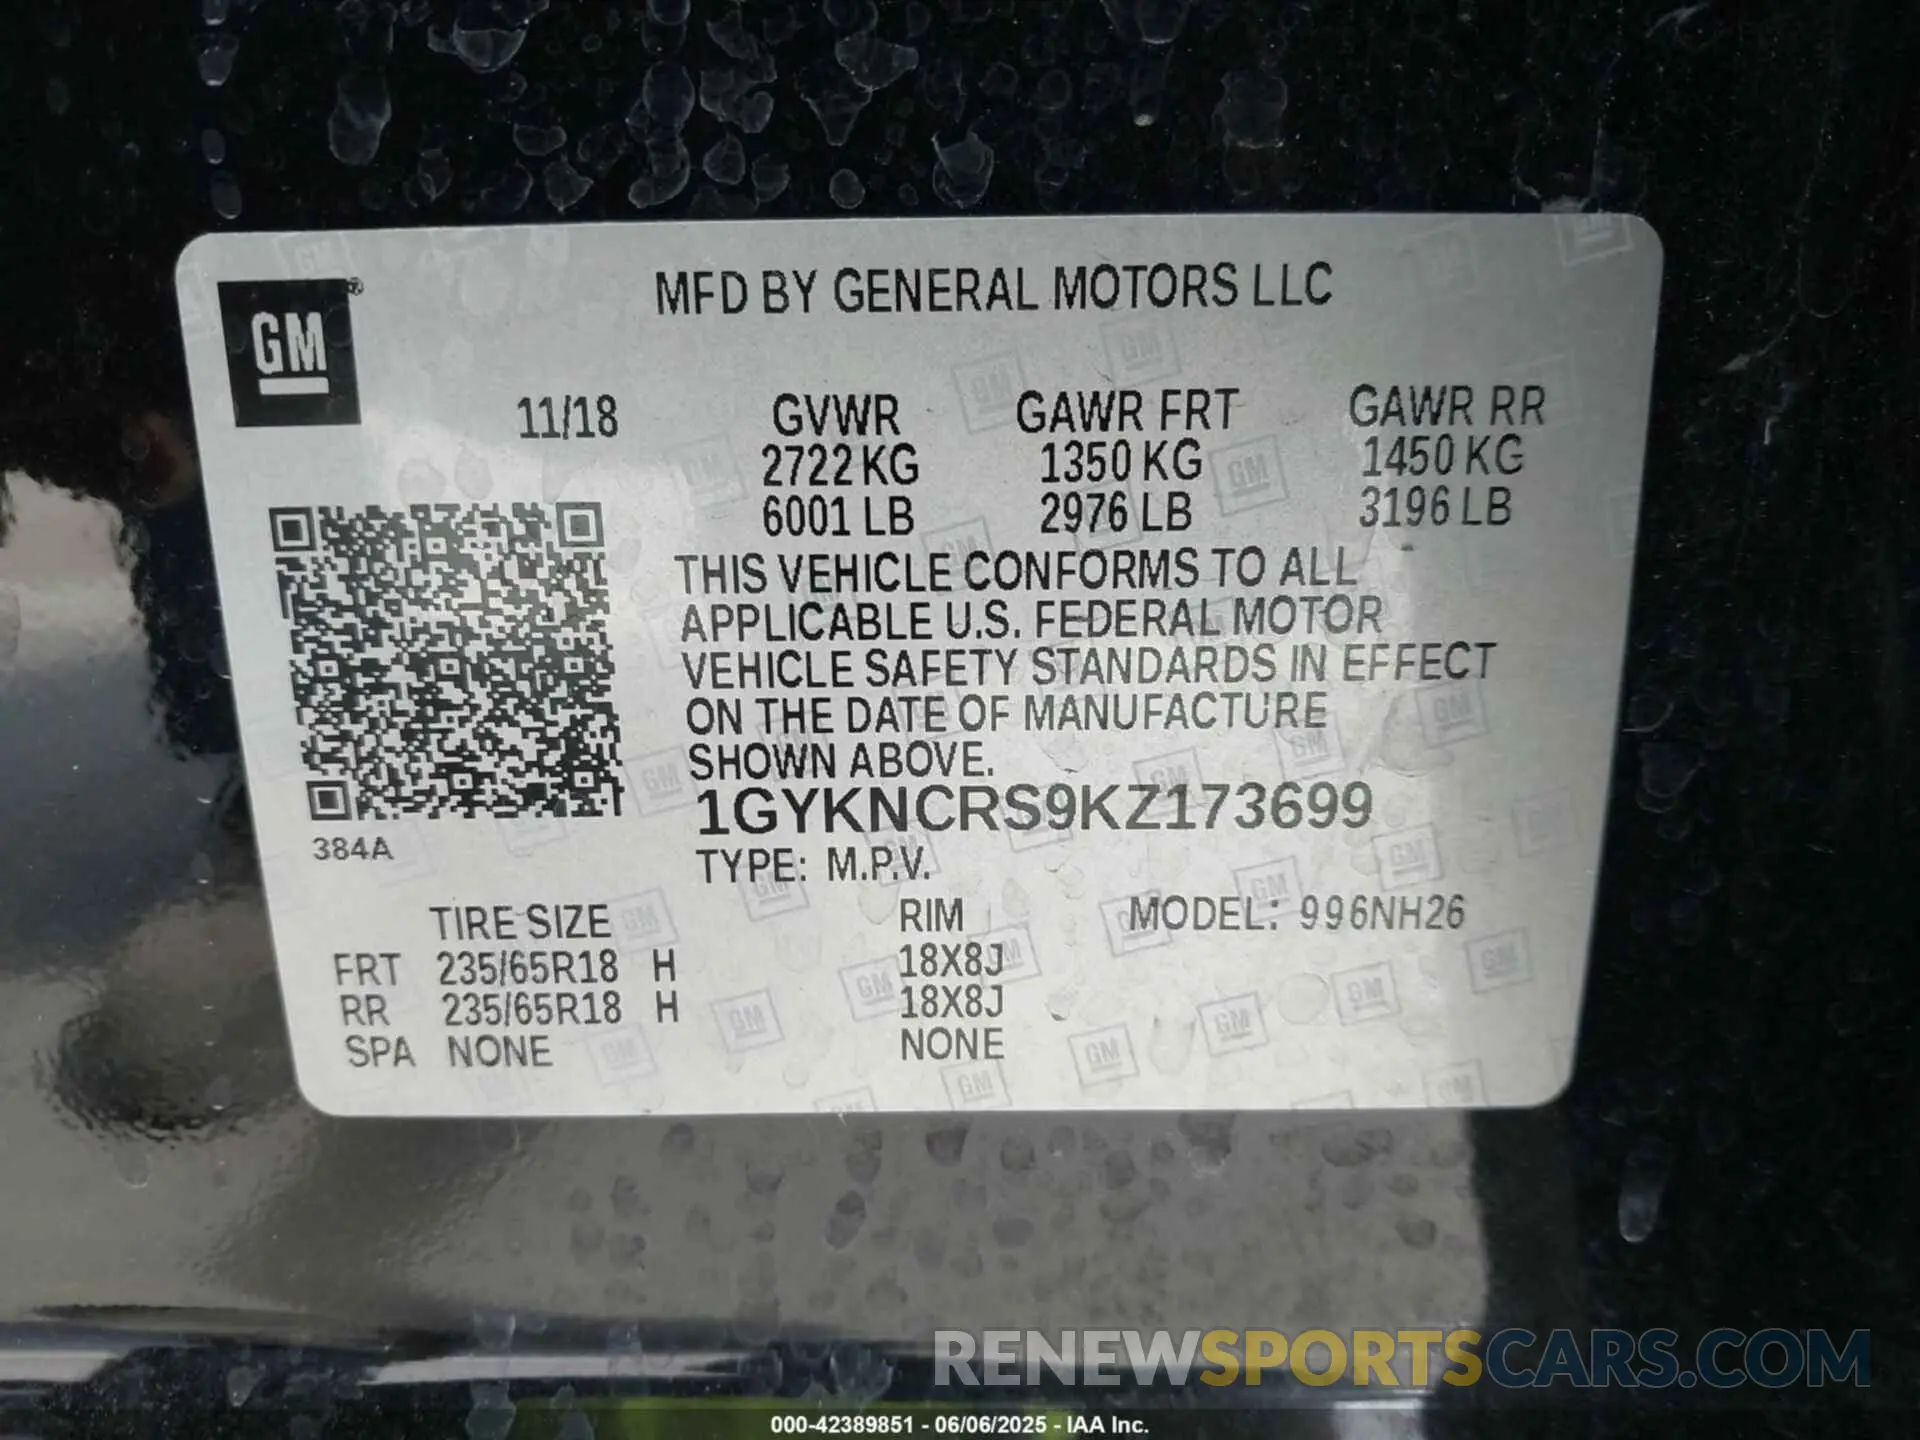 MFD BY GENERAL MOTORS LLC
GM®
11/18 GVWR GAWR FRT GAWR RR
2722 KG 1350 KG 1450 KG
6001 LB 2976 LB 3196 LB
THIS VEHICLE CONFORMS TO ALL
APPLICABLE U.S. FEDERAL MOTOR
VEHICLE SAFETY STANDARDS IN EFFECT
ON THE DATE OF MANUFACTURE
SHOWN ABOVE.
1GYKNCRS9KZ173699
384A
TYPE: M.P.V.
TIRE SIZE RIM MODEL: 996NH26
FRT 235/65R18 H 18X8J
RR 235/65R18 H 18X8J
SPA NONE NONE
RENEWSPORTSCARS.COM
000-42389851 - 06/06/2025 - IAA Inc.